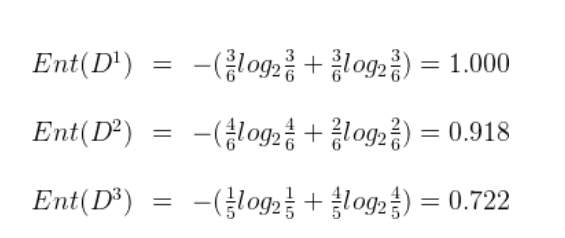 Ent(D¹) = −(3/6 log₂ 3/6 + 3/6 log₂ 3/6) = 1.000
Ent(D²) = −(4/6 log₂ 4/6 + 2/6 log₂ 2/6) = 0.918
Ent(D³) = −(1/5 log₂ 1/5 + 4/5 log₂ 4/5) = 0.722